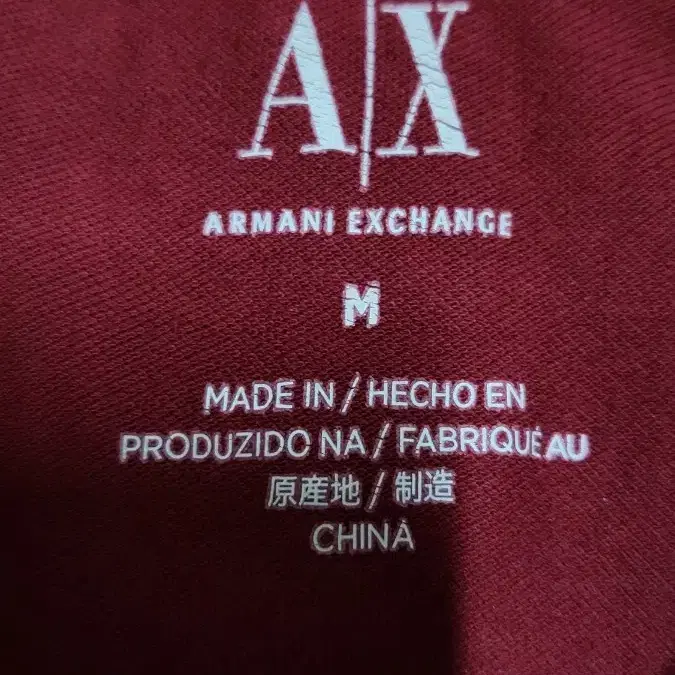 A|X
ARMANI EXCHANGE
M
MADE IN / HECHO EN
PRODUZIDO NA / FABRIQUÉ AU
原産地 / 制造
CHINA